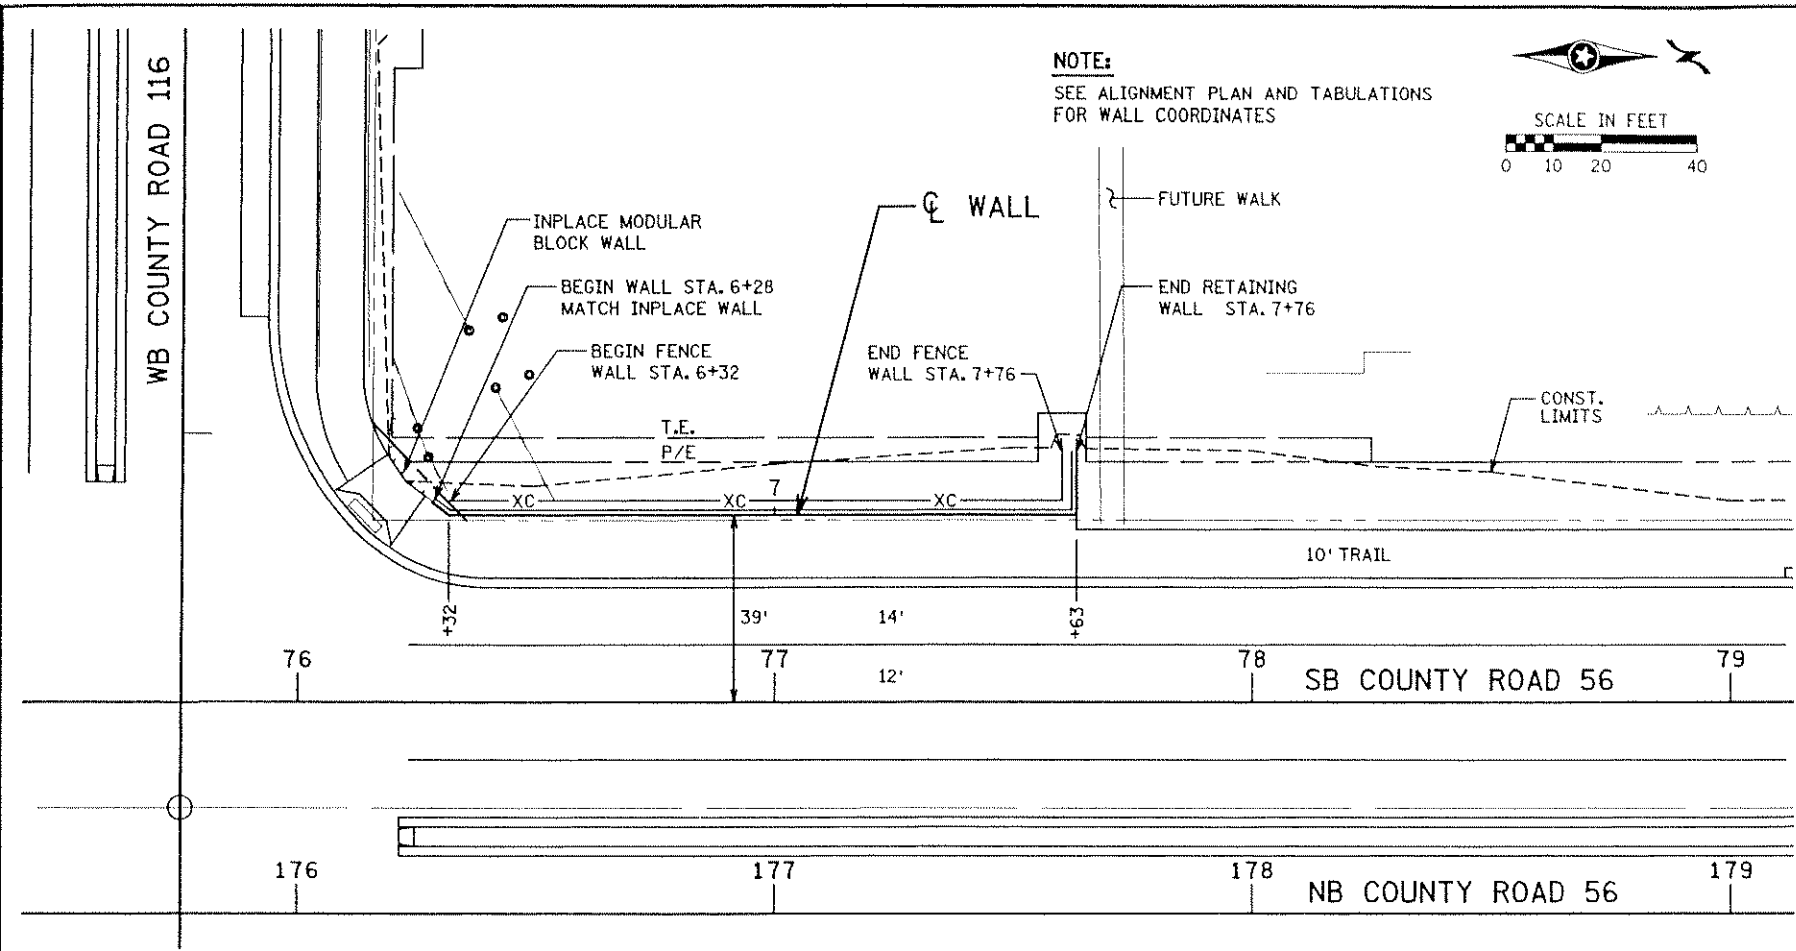 NOTE:
SEE ALIGNMENT PLAN AND TABULATIONS
FOR WALL COORDINATES
SCALE IN FEET
0 10 20 40
WB COUNTY ROAD 116
INPLACE MODULAR
BLOCK WALL
BEGIN WALL STA. 6+28
MATCH INPLACE WALL
BEGIN FENCE
WALL STA. 6+32
℄ WALL
FUTURE WALK
END RETAINING
WALL STA. 7+76
END FENCE
WALL STA. 7+76
CONST.
LIMITS
T.E.
P/E
XC XC 7 XC
10' TRAIL
+32
39'
14'
+63
12'
76 77 78 79
SB COUNTY ROAD 56
176 177 178 179
NB COUNTY ROAD 56